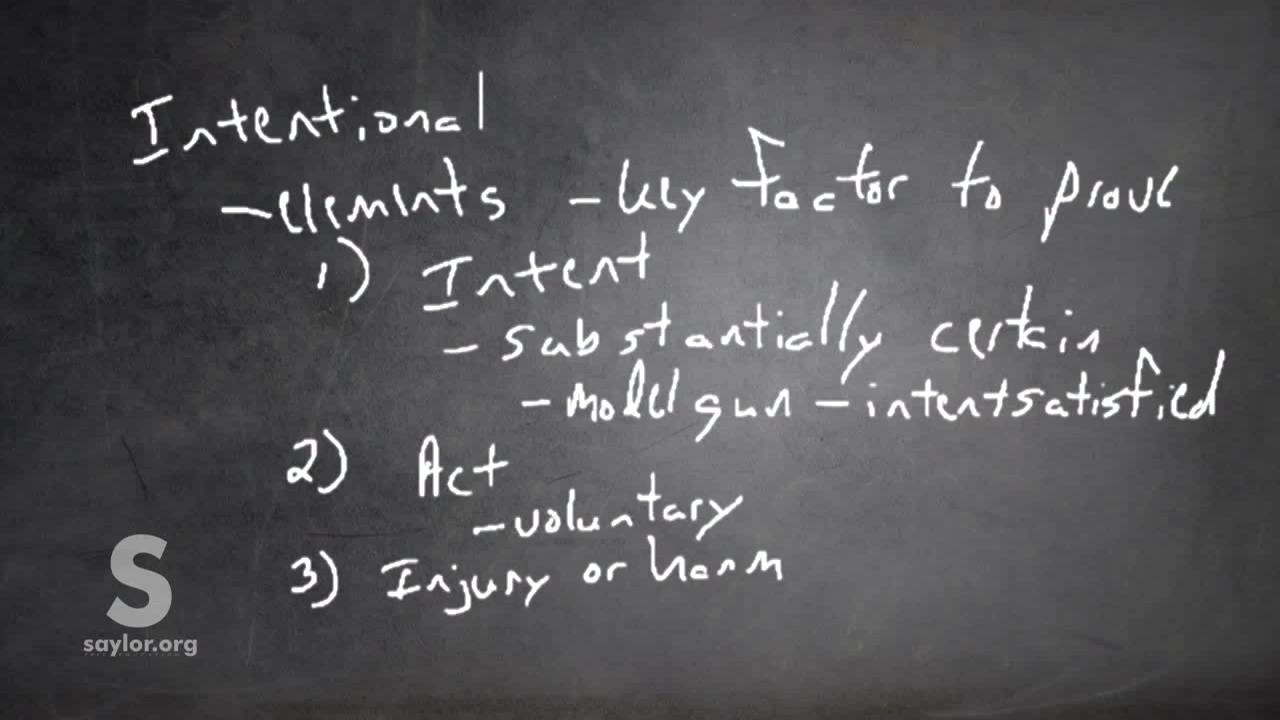 Intentional
-elements -key factor to prove
1) Intent
- substantially certain
- model gun - intent satisfied
2) Act
- voluntary
3) Injury or harm
S
saylor.org